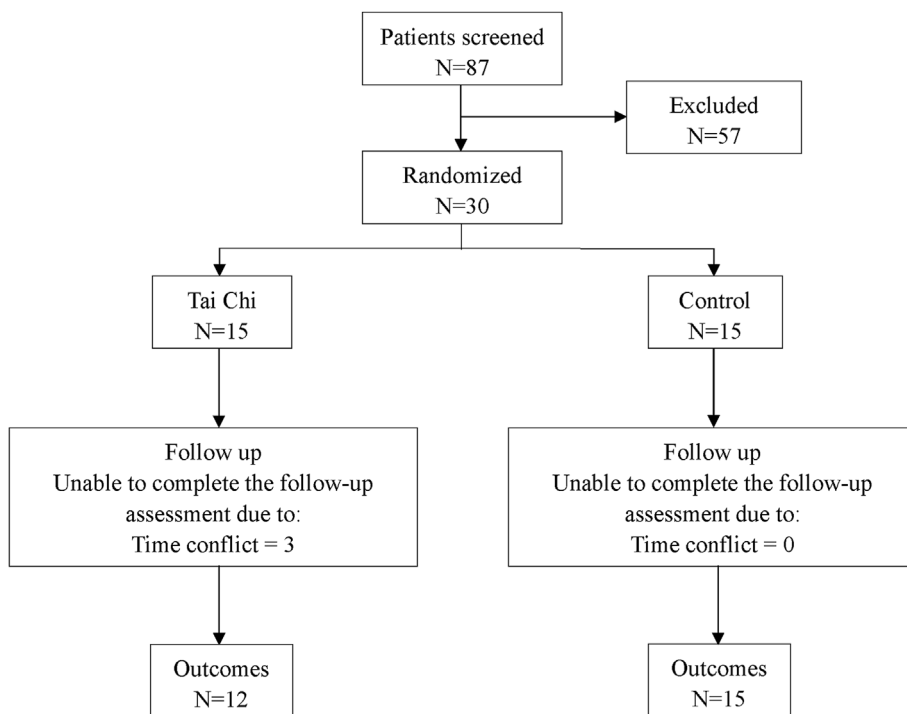 Patients screened
N=87
Excluded
N=57
Randomized
N=30
Tai Chi
N=15
Control
N=15
Follow up
Unable to complete the follow-up
assessment due to:
Time conflict = 3
Follow up
Unable to complete the follow-up
assessment due to:
Time conflict = 0
Outcomes
N=12
Outcomes
N=15